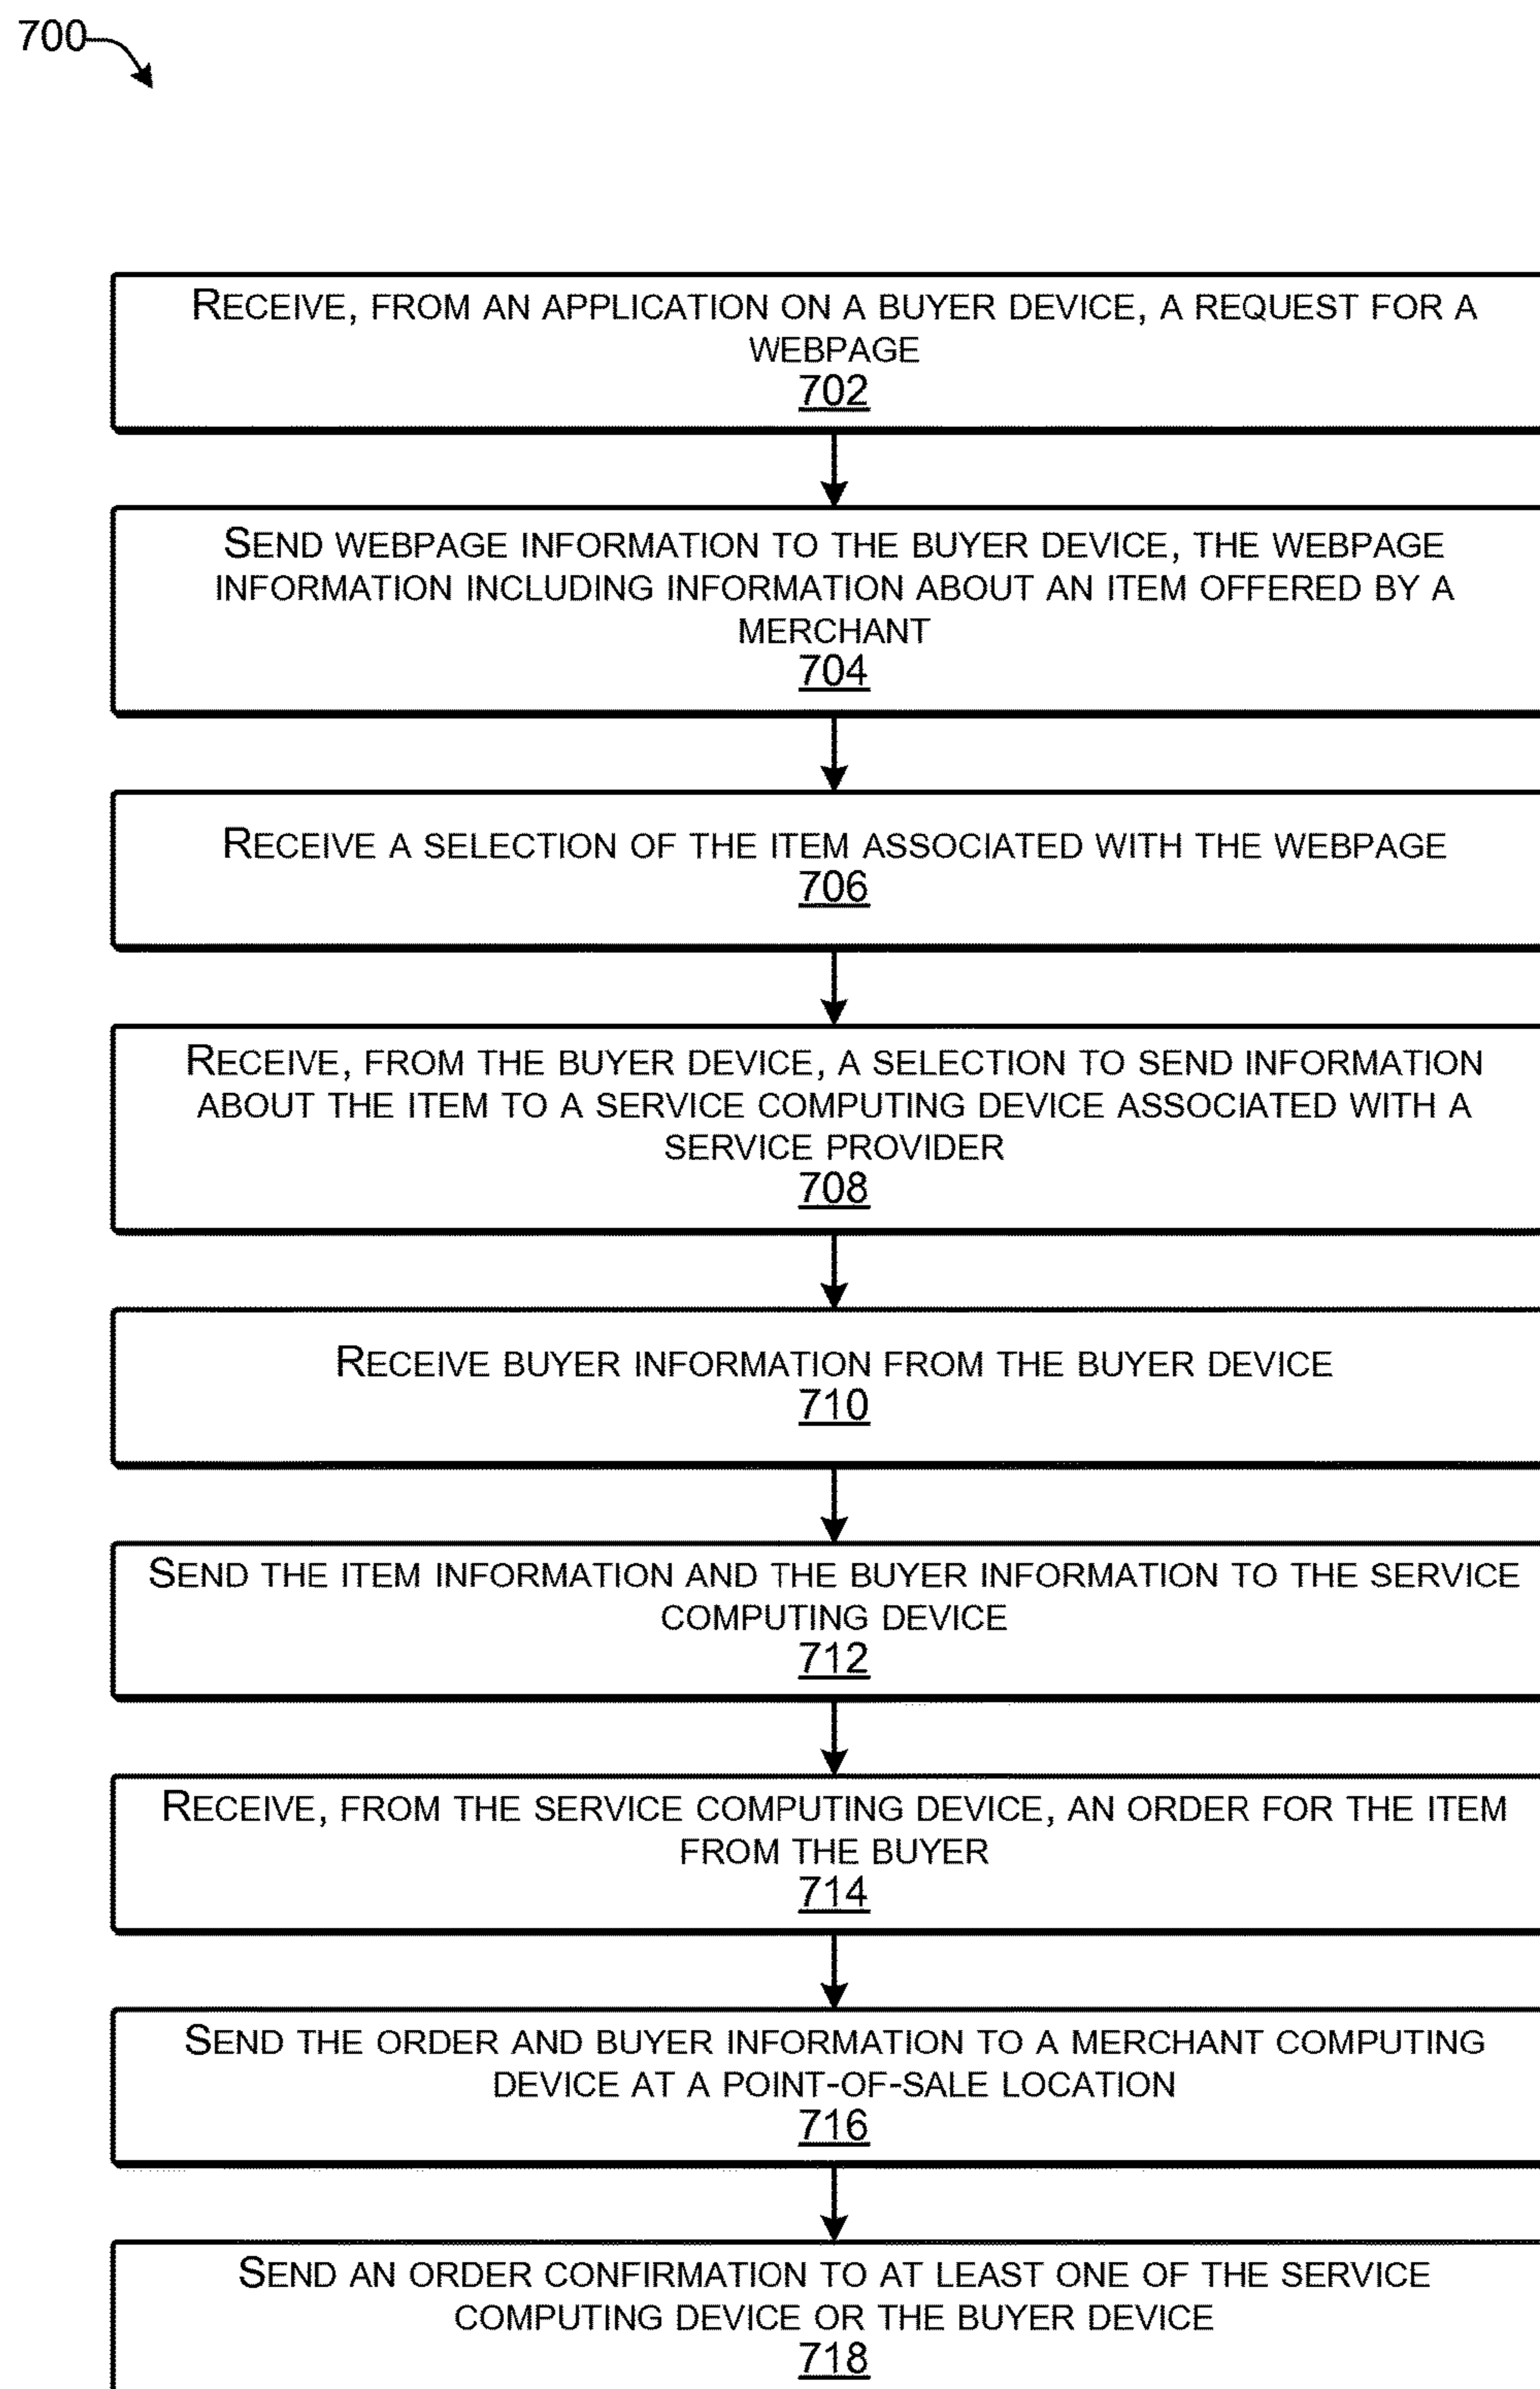 700
RECEIVE, FROM AN APPLICATION ON A BUYER DEVICE, A REQUEST FOR A
WEBPAGE
702
SEND WEBPAGE INFORMATION TO THE BUYER DEVICE, THE WEBPAGE
INFORMATION INCLUDING INFORMATION ABOUT AN ITEM OFFERED BY A
MERCHANT
704
RECEIVE A SELECTION OF THE ITEM ASSOCIATED WITH THE WEBPAGE
706
RECEIVE, FROM THE BUYER DEVICE, A SELECTION TO SEND INFORMATION
ABOUT THE ITEM TO A SERVICE COMPUTING DEVICE ASSOCIATED WITH A
SERVICE PROVIDER
708
RECEIVE BUYER INFORMATION FROM THE BUYER DEVICE
710
SEND THE ITEM INFORMATION AND THE BUYER INFORMATION TO THE SERVICE
COMPUTING DEVICE
712
RECEIVE, FROM THE SERVICE COMPUTING DEVICE, AN ORDER FOR THE ITEM
FROM THE BUYER
714
SEND THE ORDER AND BUYER INFORMATION TO A MERCHANT COMPUTING
DEVICE AT A POINT-OF-SALE LOCATION
716
SEND AN ORDER CONFIRMATION TO AT LEAST ONE OF THE SERVICE
COMPUTING DEVICE OR THE BUYER DEVICE
718